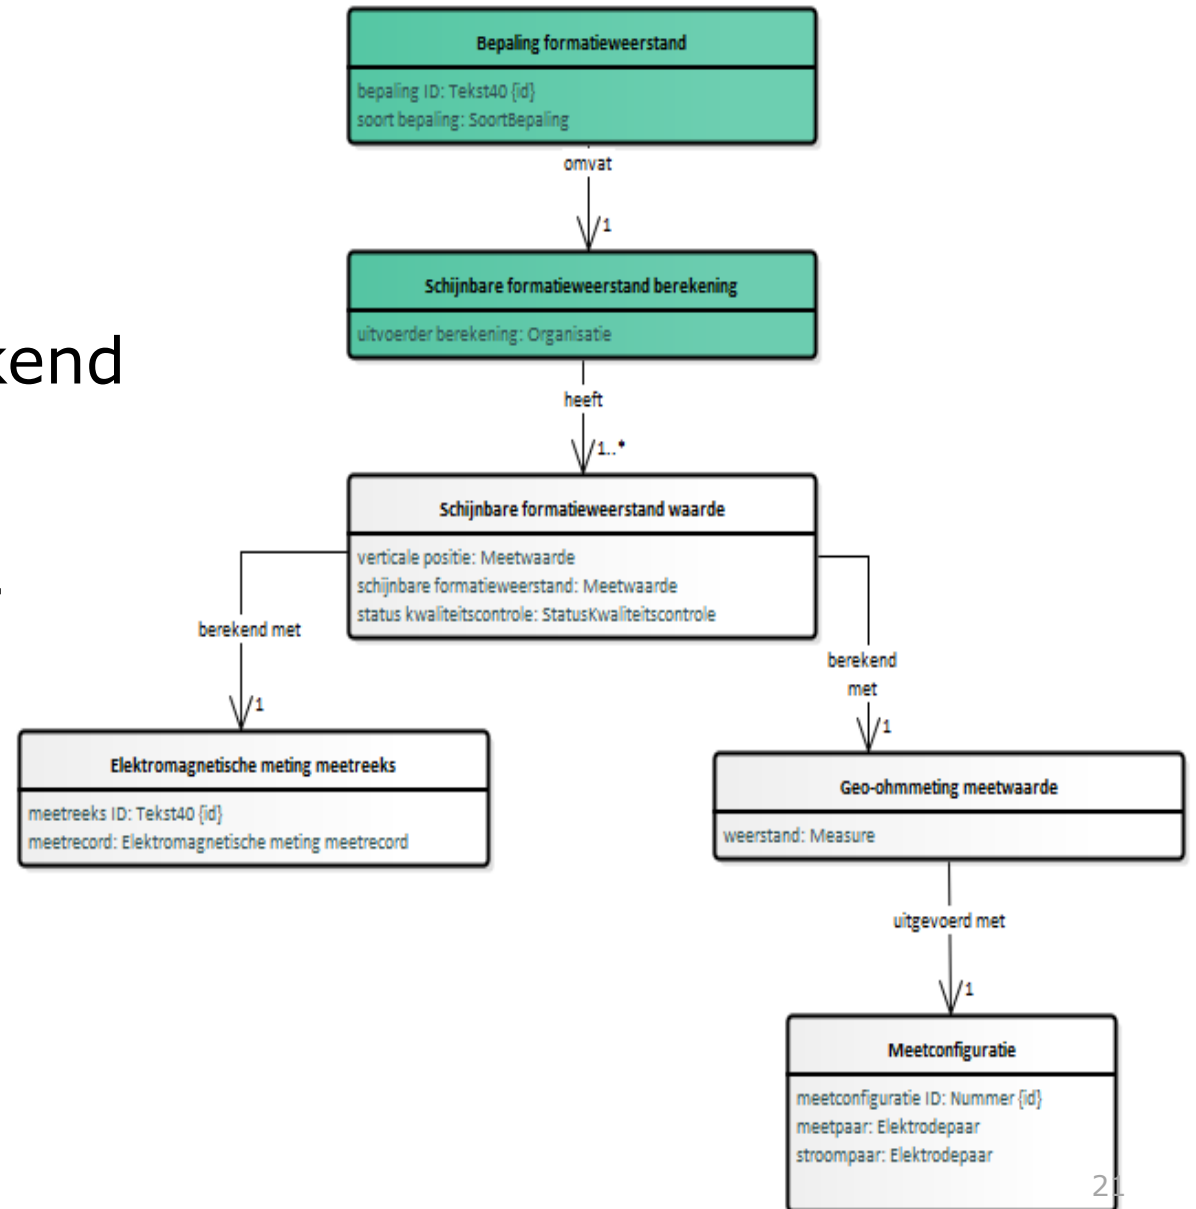 Bepaling formatieweerstand
bepaling ID: Tekst40 {id}
soort bepaling: SoortBepaling
omvat
1
Schijnbare formatieweerstand berekening
uitvoerder berekening: Organisatie
kend
heeft
1..*
Schijnbare formatieweerstand waarde
verticale positie: Meetwaarde
schijnbare formatieweerstand: Meetwaarde
status kwaliteitscontrole: StatusKwaliteitscontrole
berekend met
1
berekend
met
1
Elektromagnetische meting meetreeks
meetreeks ID: Tekst40 {id}
meetrecord: Elektromagnetische meting meetrecord
Geo-ohmmeting meetwaarde
weerstand: Measure
uitgevoerd met
1
Meetconfiguratie
meetconfiguratie ID: Nummer {id}
meetpaar: Elektrodepaar
stroompaar: Elektrodepaar
21